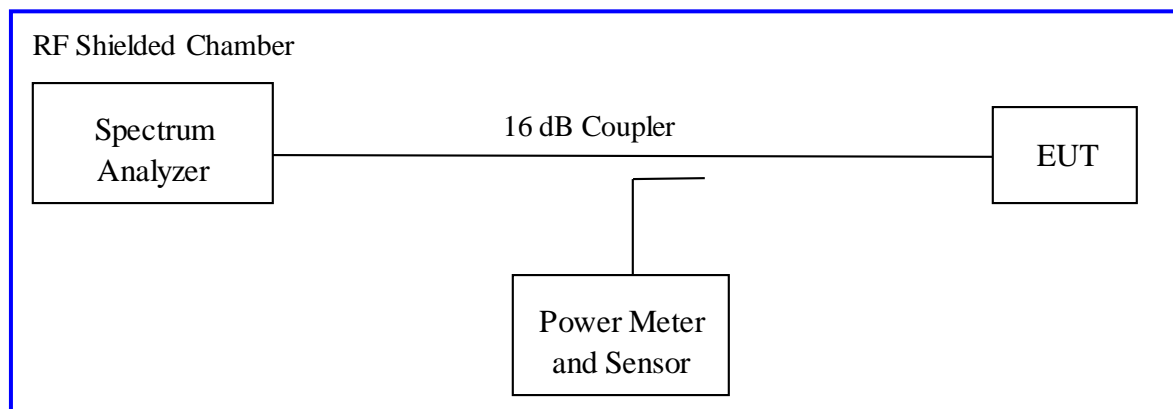 RF Shielded Chamber
Spectrum
Analyzer
16 dB Coupler
EUT
Power Meter
and Sensor